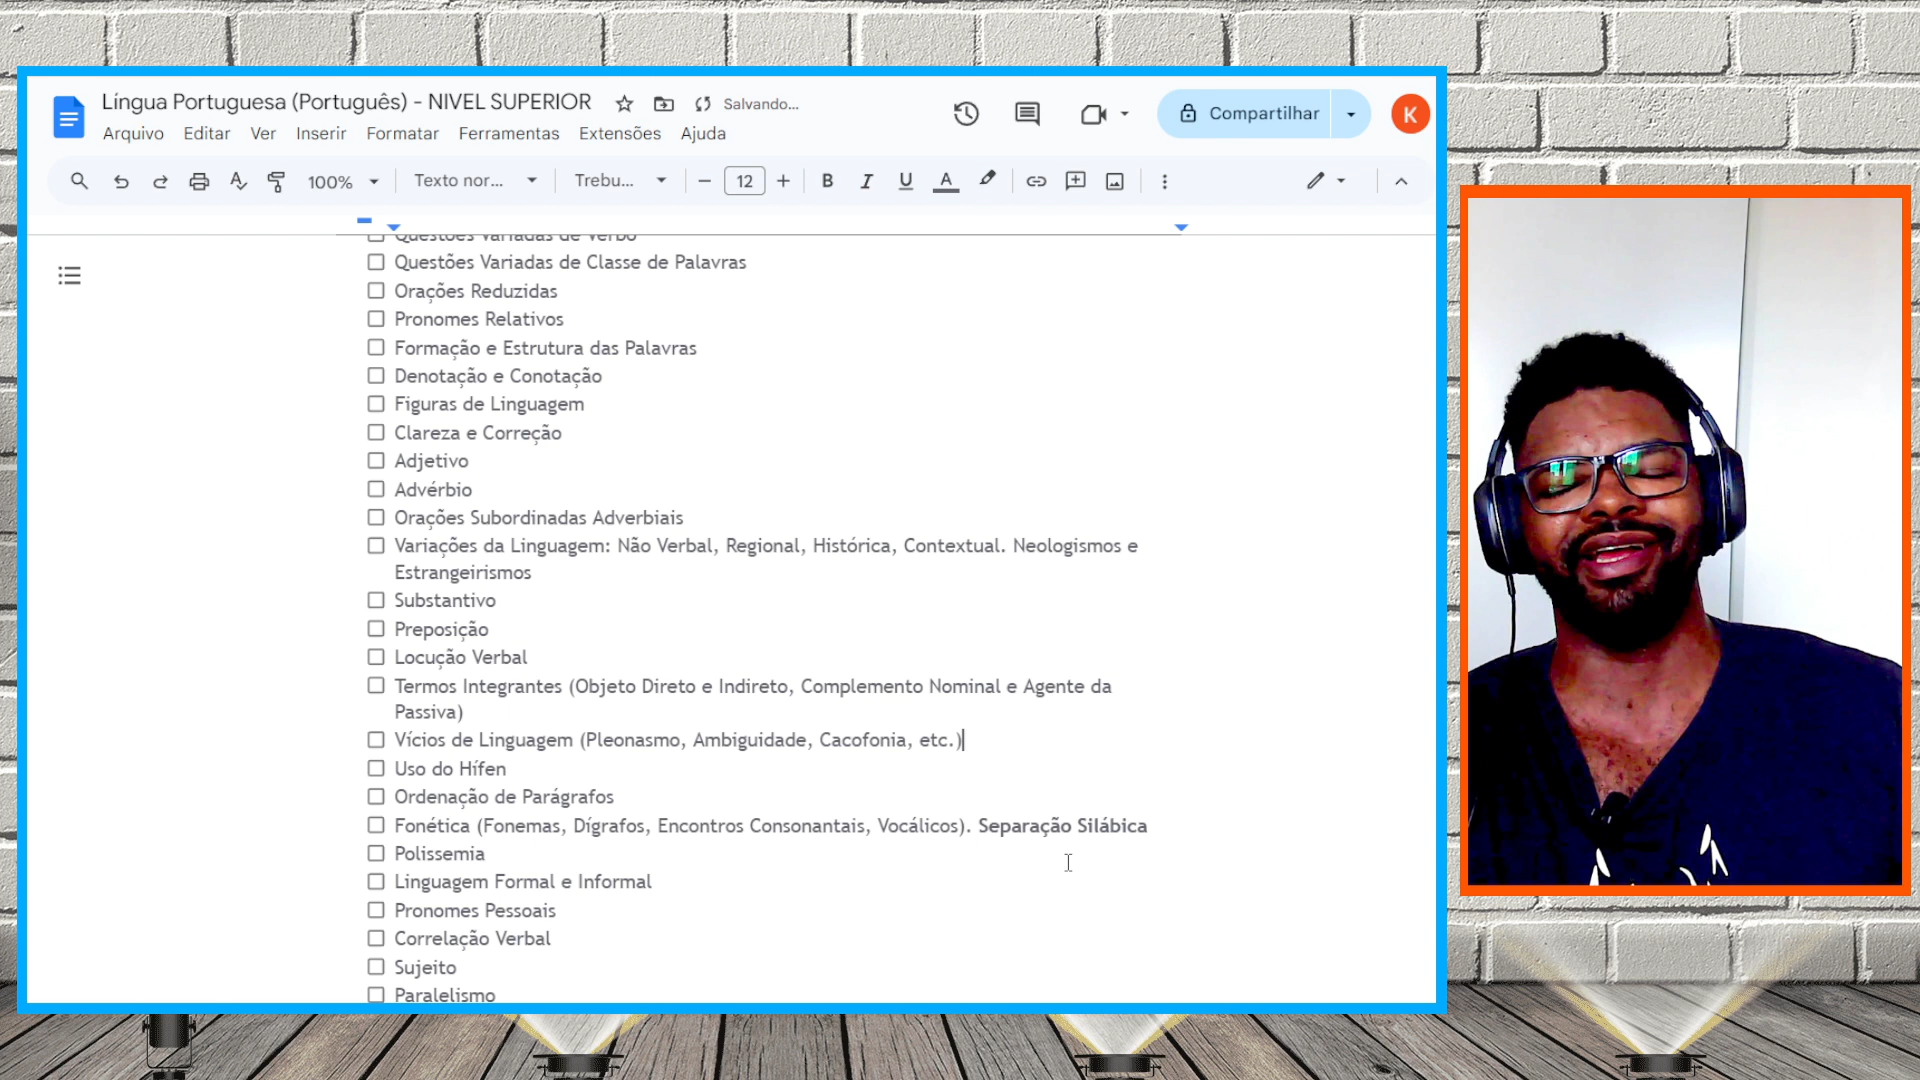 Língua Portuguesa (Português) - NIVEL SUPERIOR
Salvando...
Arquivo Editar Ver Inserir Formatar Ferramentas Extensões Ajuda
Compartilhar
K
100% Texto nor... Trebu... 12 B I U A
Questões Variadas de Verbo
Questões Variadas de Classe de Palavras
Orações Reduzidas
Pronomes Relativos
Formação e Estrutura das Palavras
Denotação e Conotação
Figuras de Linguagem
Clareza e Correção
Adjetivo
Advérbio
Orações Subordinadas Adverbiais
Variações da Linguagem: Não Verbal, Regional, Histórica, Contextual. Neologismos e
Estrangeirismos
Substantivo
Preposição
Locução Verbal
Termos Integrantes (Objeto Direto e Indireto, Complemento Nominal e Agente da
Passiva)
Vícios de Linguagem (Pleonasmo, Ambiguidade, Cacofonia, etc.)
Uso do Hífen
Ordenação de Parágrafos
Fonética (Fonemas, Dígrafos, Encontros Consonantais, Vocálicos). Separação Silábica
Polissemia
Linguagem Formal e Informal
Pronomes Pessoais
Correlação Verbal
Sujeito
Paralelismo